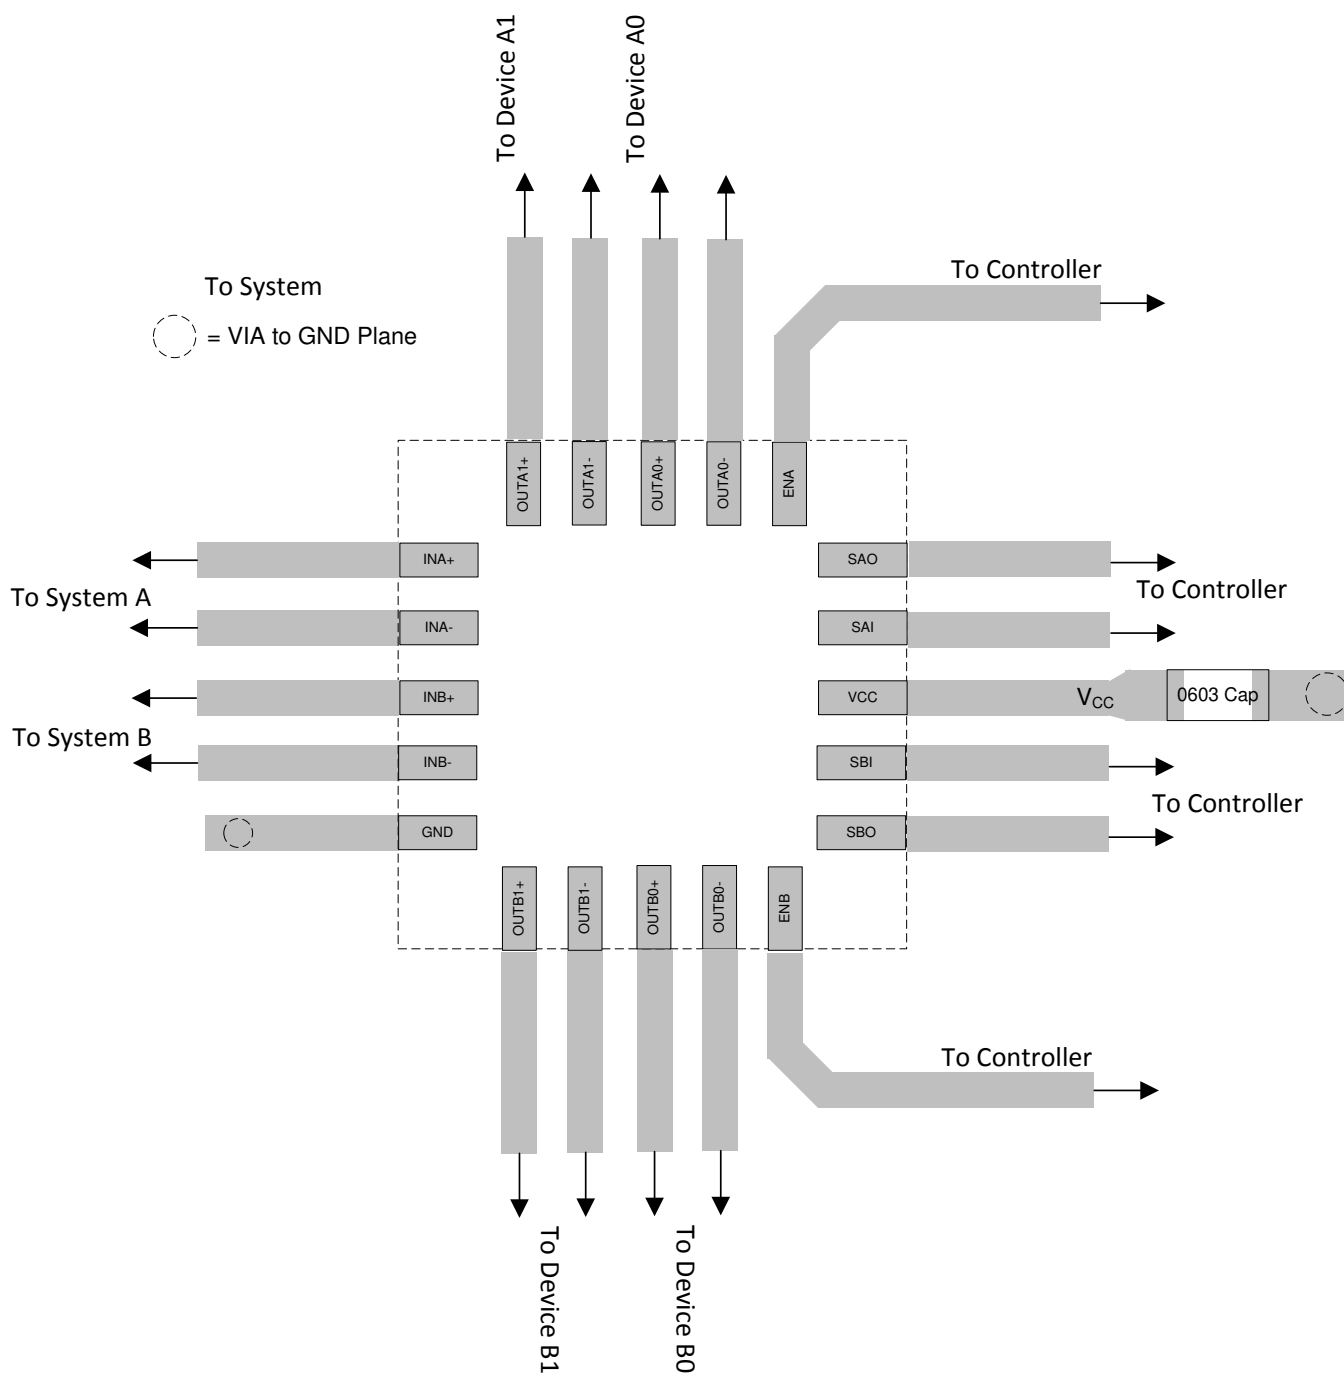 To Device A1
To Device A0
To Controller
To System
= VIA to GND Plane
OUTA1+
OUTA1-
OUTA0+
OUTA0-
ENA
INA+
SAO
To System A
To Controller
INA-
SAI
INB+
VCC
VCC
0603 Cap
To System B
INB-
SBI
To Controller
GND
SBO
OUTB1+
OUTB1-
OUTB0+
OUTB0-
ENB
To Controller
To Device B1
To Device B0